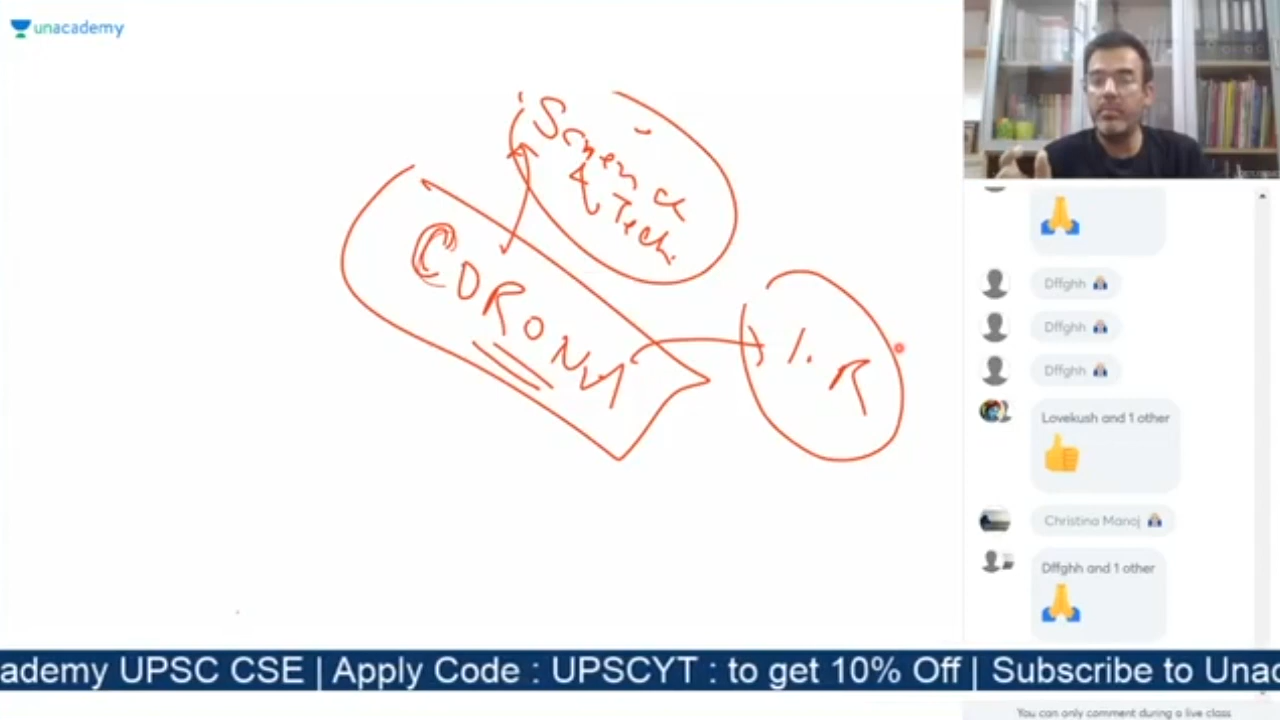 unacademy
Science
& Tech.
CORONA
I.R
Dffghh
Dffghh
Dffghh
Lovekush and 1 other
Christina Manoj
Dffghh and 1 other
ademy UPSC CSE | Apply Code : UPSCYT : to get 10% Off | Subscribe to Unac
You can only comment during a live class